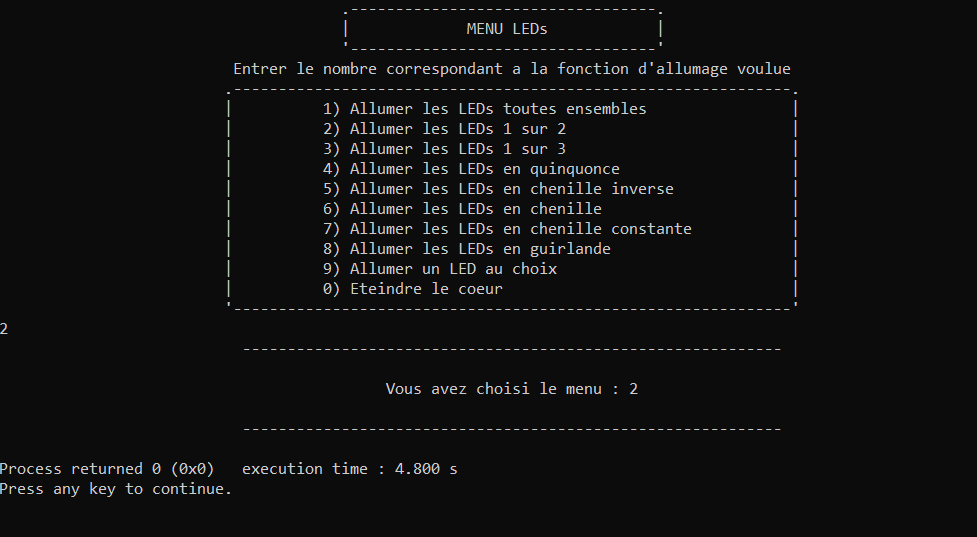 .----------------------------------.
| MENU LEDs |
'----------------------------------'
Entrer le nombre correspondant a la fonction d'allumage voulue
.--------------------------------------------------------------.
| 1) Allumer les LEDs toutes ensembles |
| 2) Allumer les LEDs 1 sur 2 |
| 3) Allumer les LEDs 1 sur 3 |
| 4) Allumer les LEDs en quinquonce |
| 5) Allumer les LEDs en chenille inverse |
| 6) Allumer les LEDs en chenille |
| 7) Allumer les LEDs en chenille constante |
| 8) Allumer les LEDs en guirlande |
| 9) Allumer un LED au choix |
| 0) Eteindre le coeur |
'--------------------------------------------------------------'
2
------------------------------------------------------------
Vous avez choisi le menu : 2
------------------------------------------------------------
Process returned 0 (0x0) execution time : 4.800 s
Press any key to continue.